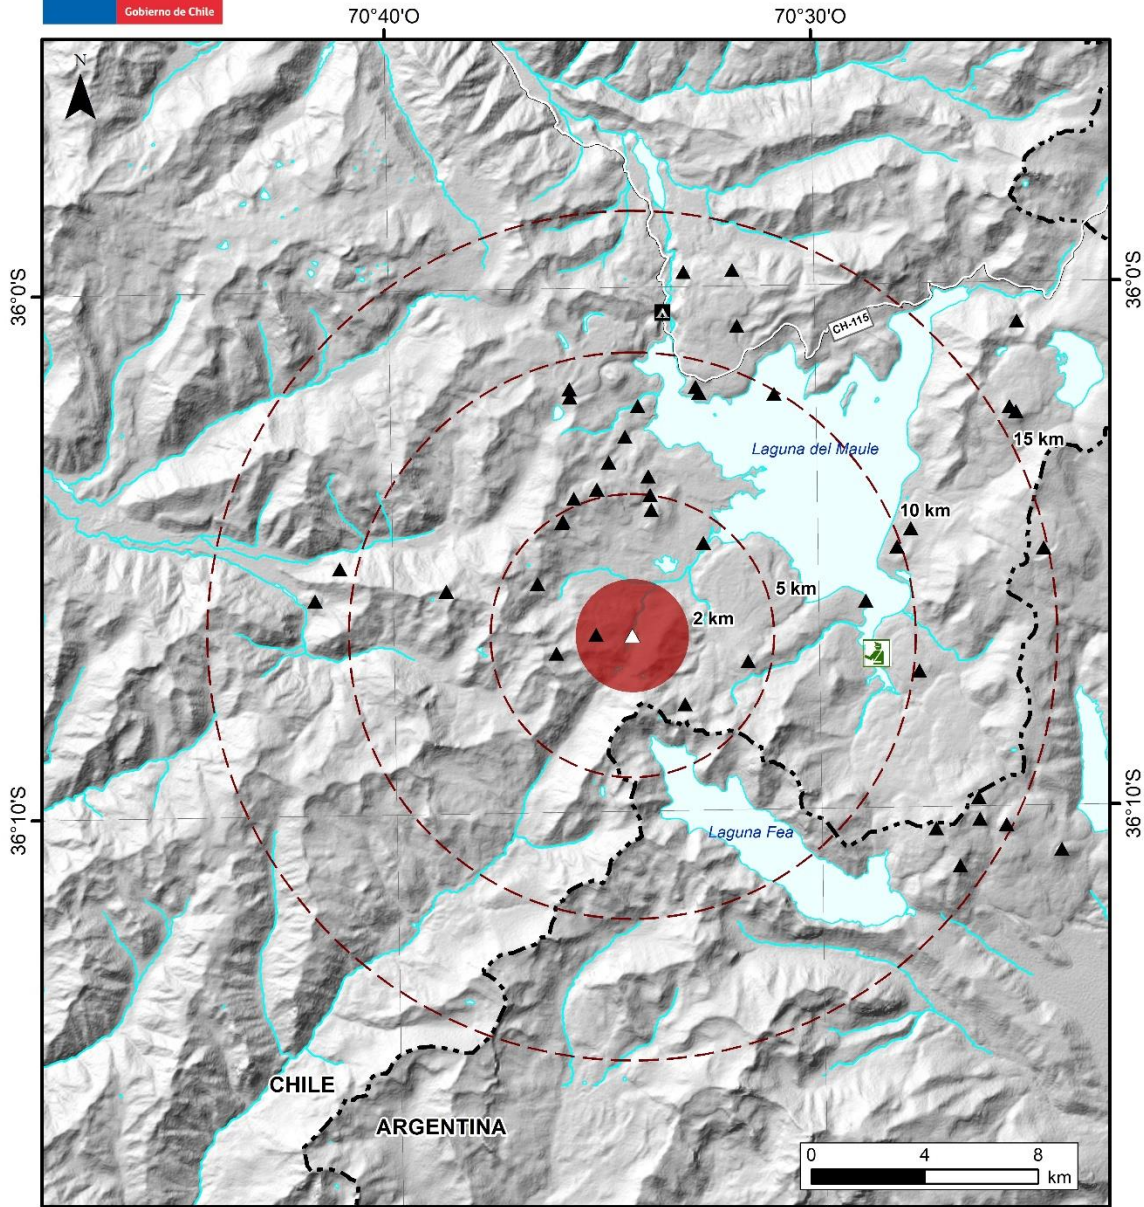 Gobierno de Chile
70°40'O
70°30'O
N
36°0'S
36°0'S
CH-115
Laguna del Maule
15 km
10 km
5 km
2 km
36°10'S
36°10'S
Laguna Fea
CHILE
ARGENTINA
0 4 8
km